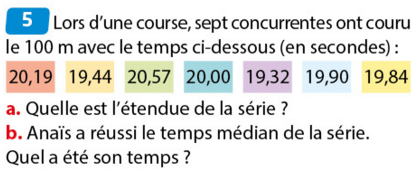 5 Lors d'une course, sept concurrentes ont couru
le 100 m avec le temps ci-dessous (en secondes) :
20,19 19,44 20,57 20,00 19,32 19,90 19,84
a. Quelle est l'étendue de la série ?
b. Anaïs a réussi le temps médian de la série.
Quel a été son temps ?